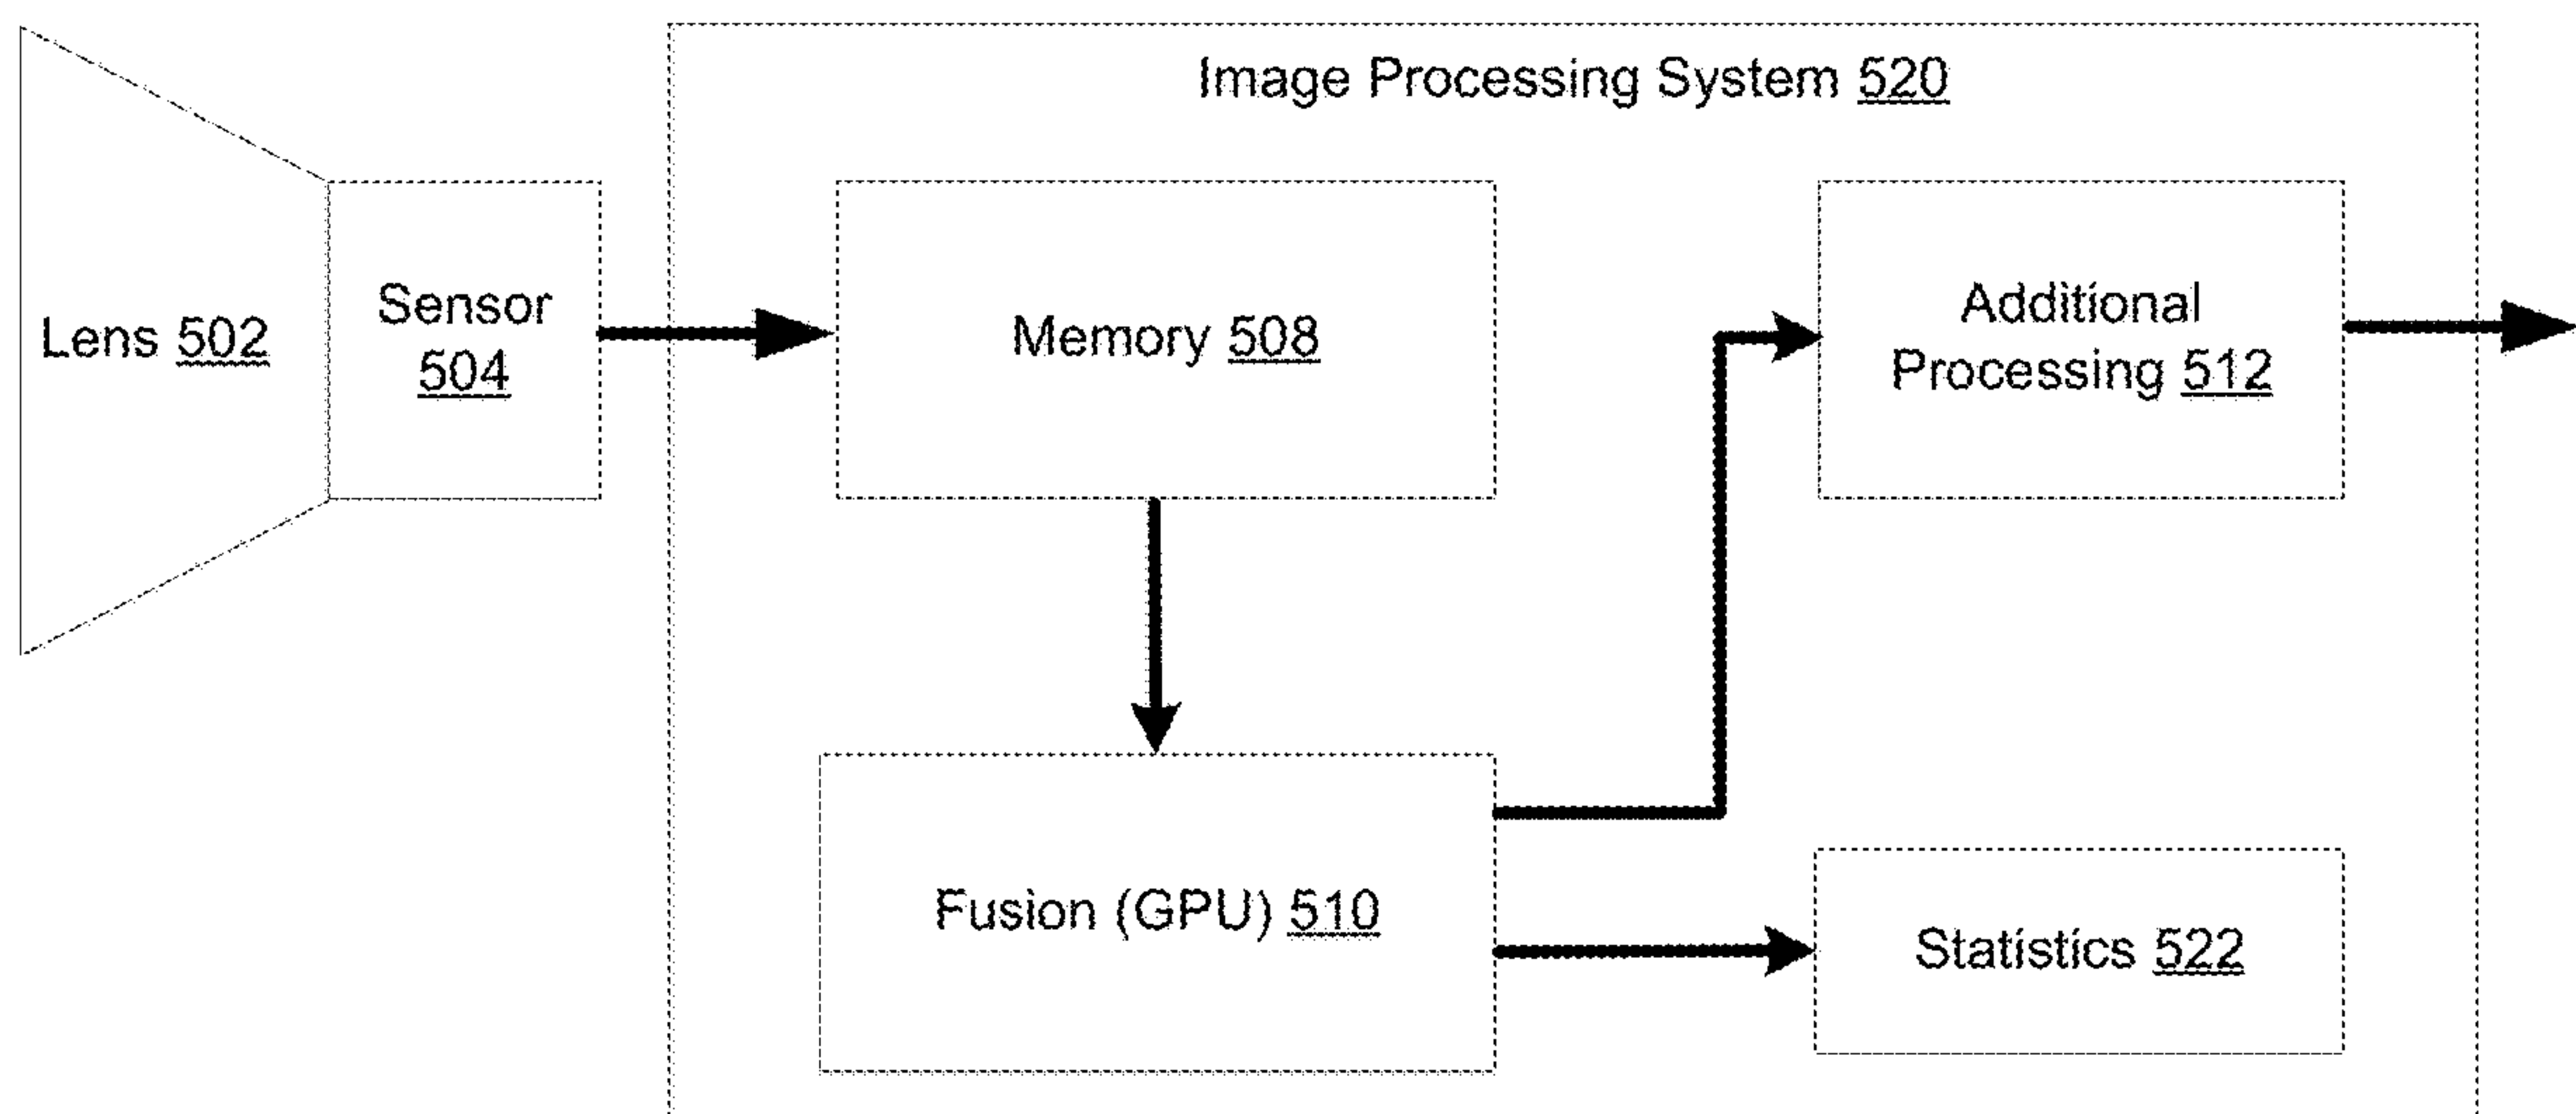 Image Processing System 520
Lens 502
Sensor
504
Memory 508
Additional
Processing 512
Fusion (GPU) 510
Statistics 522